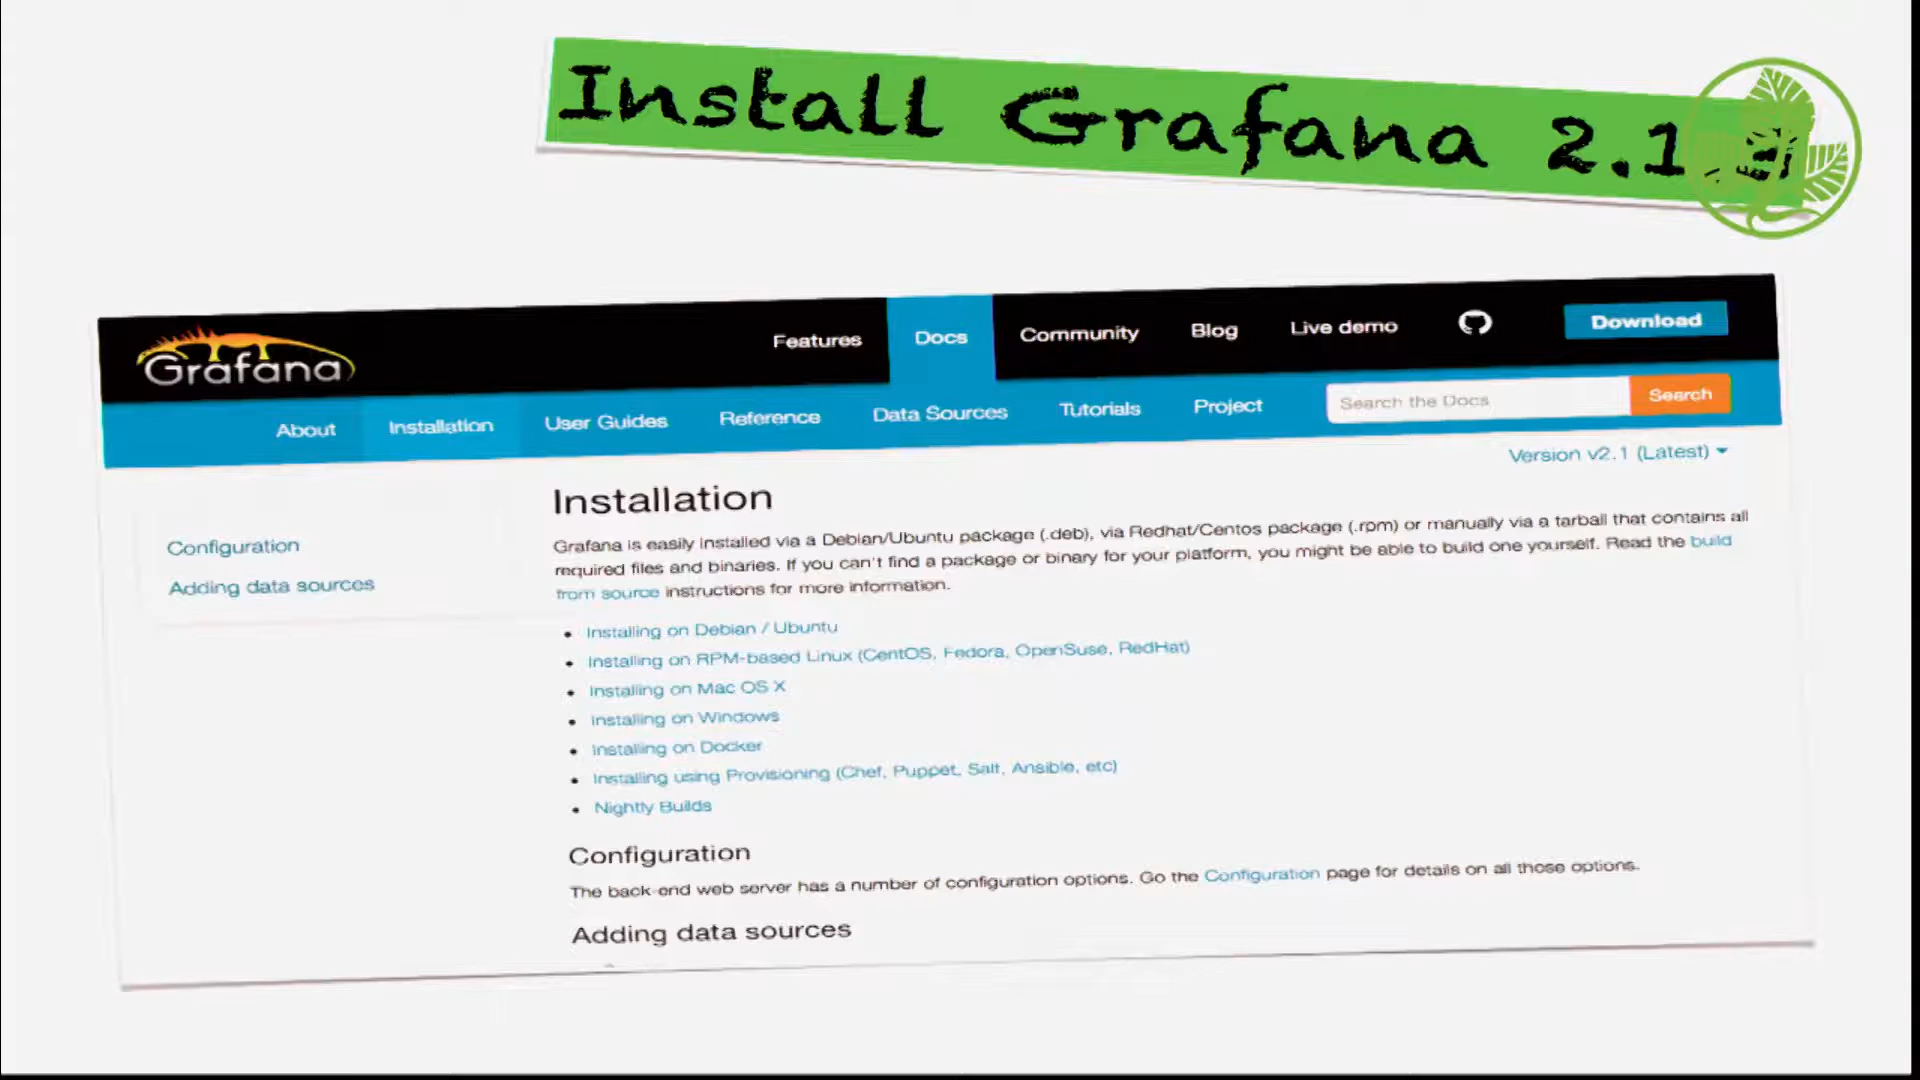 Install Grafana 2.1
Grafana
Features Docs Community Blog Live demo Download
About Installation User Guides Reference Data Sources Tutorials Project Search the Docs Search
Version v2.1 (Latest)
Configuration
Adding data sources
Installation
Grafana is easily installed via a Debian/Ubuntu package (.deb), via Redhat/Centos package (.rpm) or manually via a tarball that contains all
required files and binaries. If you can't find a package or binary for your platform, you might be able to build one yourself. Read the build
from source instructions for more information.
Installing on Debian / Ubuntu
Installing on RPM-based Linux (CentOS, Fedora, OpenSuse, RedHat)
Installing on Mac OS X
Installing on Windows
Installing on Docker
Installing using Provisioning (Chef, Puppet, Salt, Ansible, etc)
Nightly Builds
Configuration
The back-end web server has a number of configuration options. Go the Configuration page for details on all those options.
Adding data sources